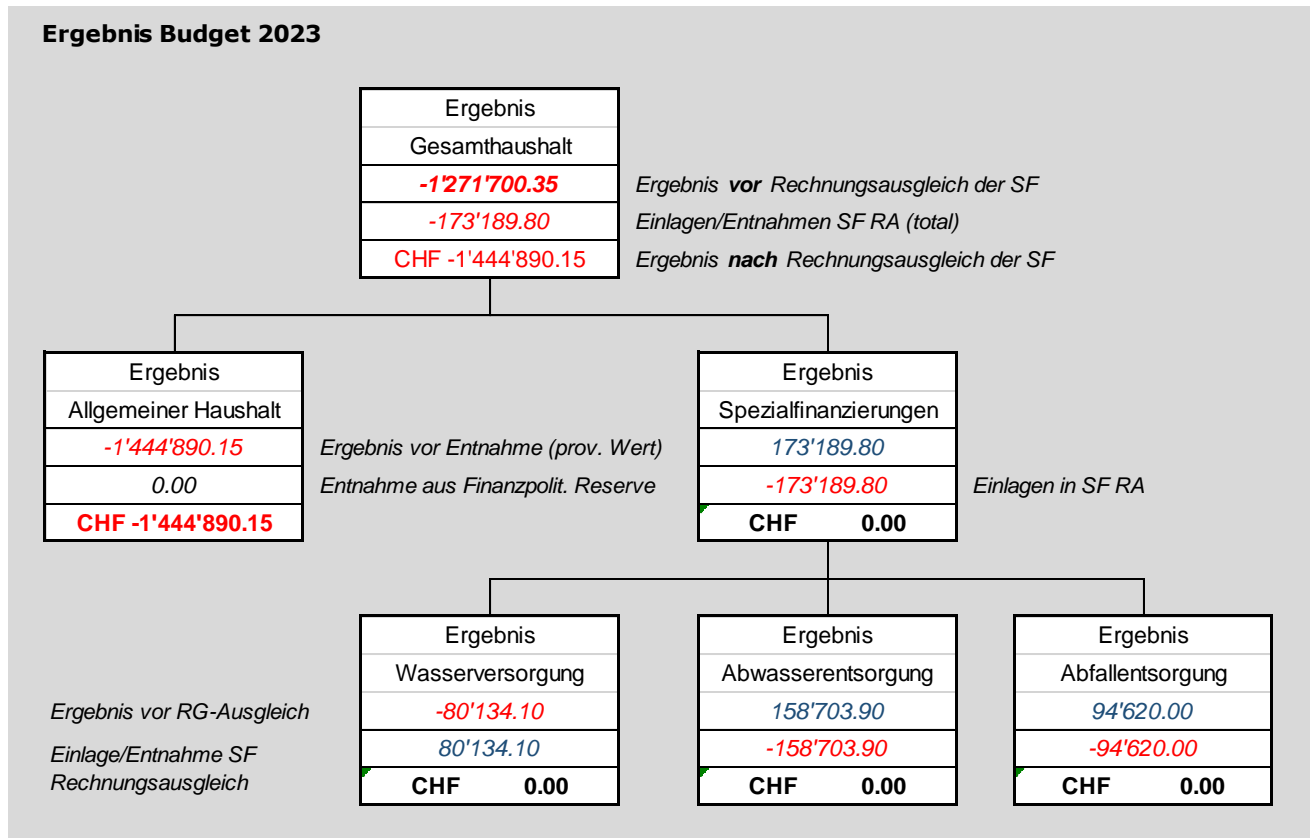 Ergebnis Budget 2023
Ergebnis
Gesamthaushalt
-1'271'700.35 Ergebnis vor Rechnungsausgleich der SF
-173'189.80 Einlagen/Entnahmen SF RA (total)
CHF -1'444'890.15 Ergebnis nach Rechnungsausgleich der SF
Ergebnis Ergebnis
Allgemeiner Haushalt Spezialfinanzierungen
-1'444'890.15 Ergebnis vor Entnahme (prov. Wert) 173'189.80
0.00 Entnahme aus Finanzpolit. Reserve -173'189.80 Einlagen in SF RA
CHF -1'444'890.15 CHF 0.00
Ergebnis Ergebnis Ergebnis
Wasserversorgung Abwasserentsorgung Abfallentsorgung
Ergebnis vor RG-Ausgleich -80'134.10 158'703.90 94'620.00
Einlage/Entnahme SF 80'134.10 -158'703.90 -94'620.00
Rechnungsausgleich CHF 0.00 CHF 0.00 CHF 0.00